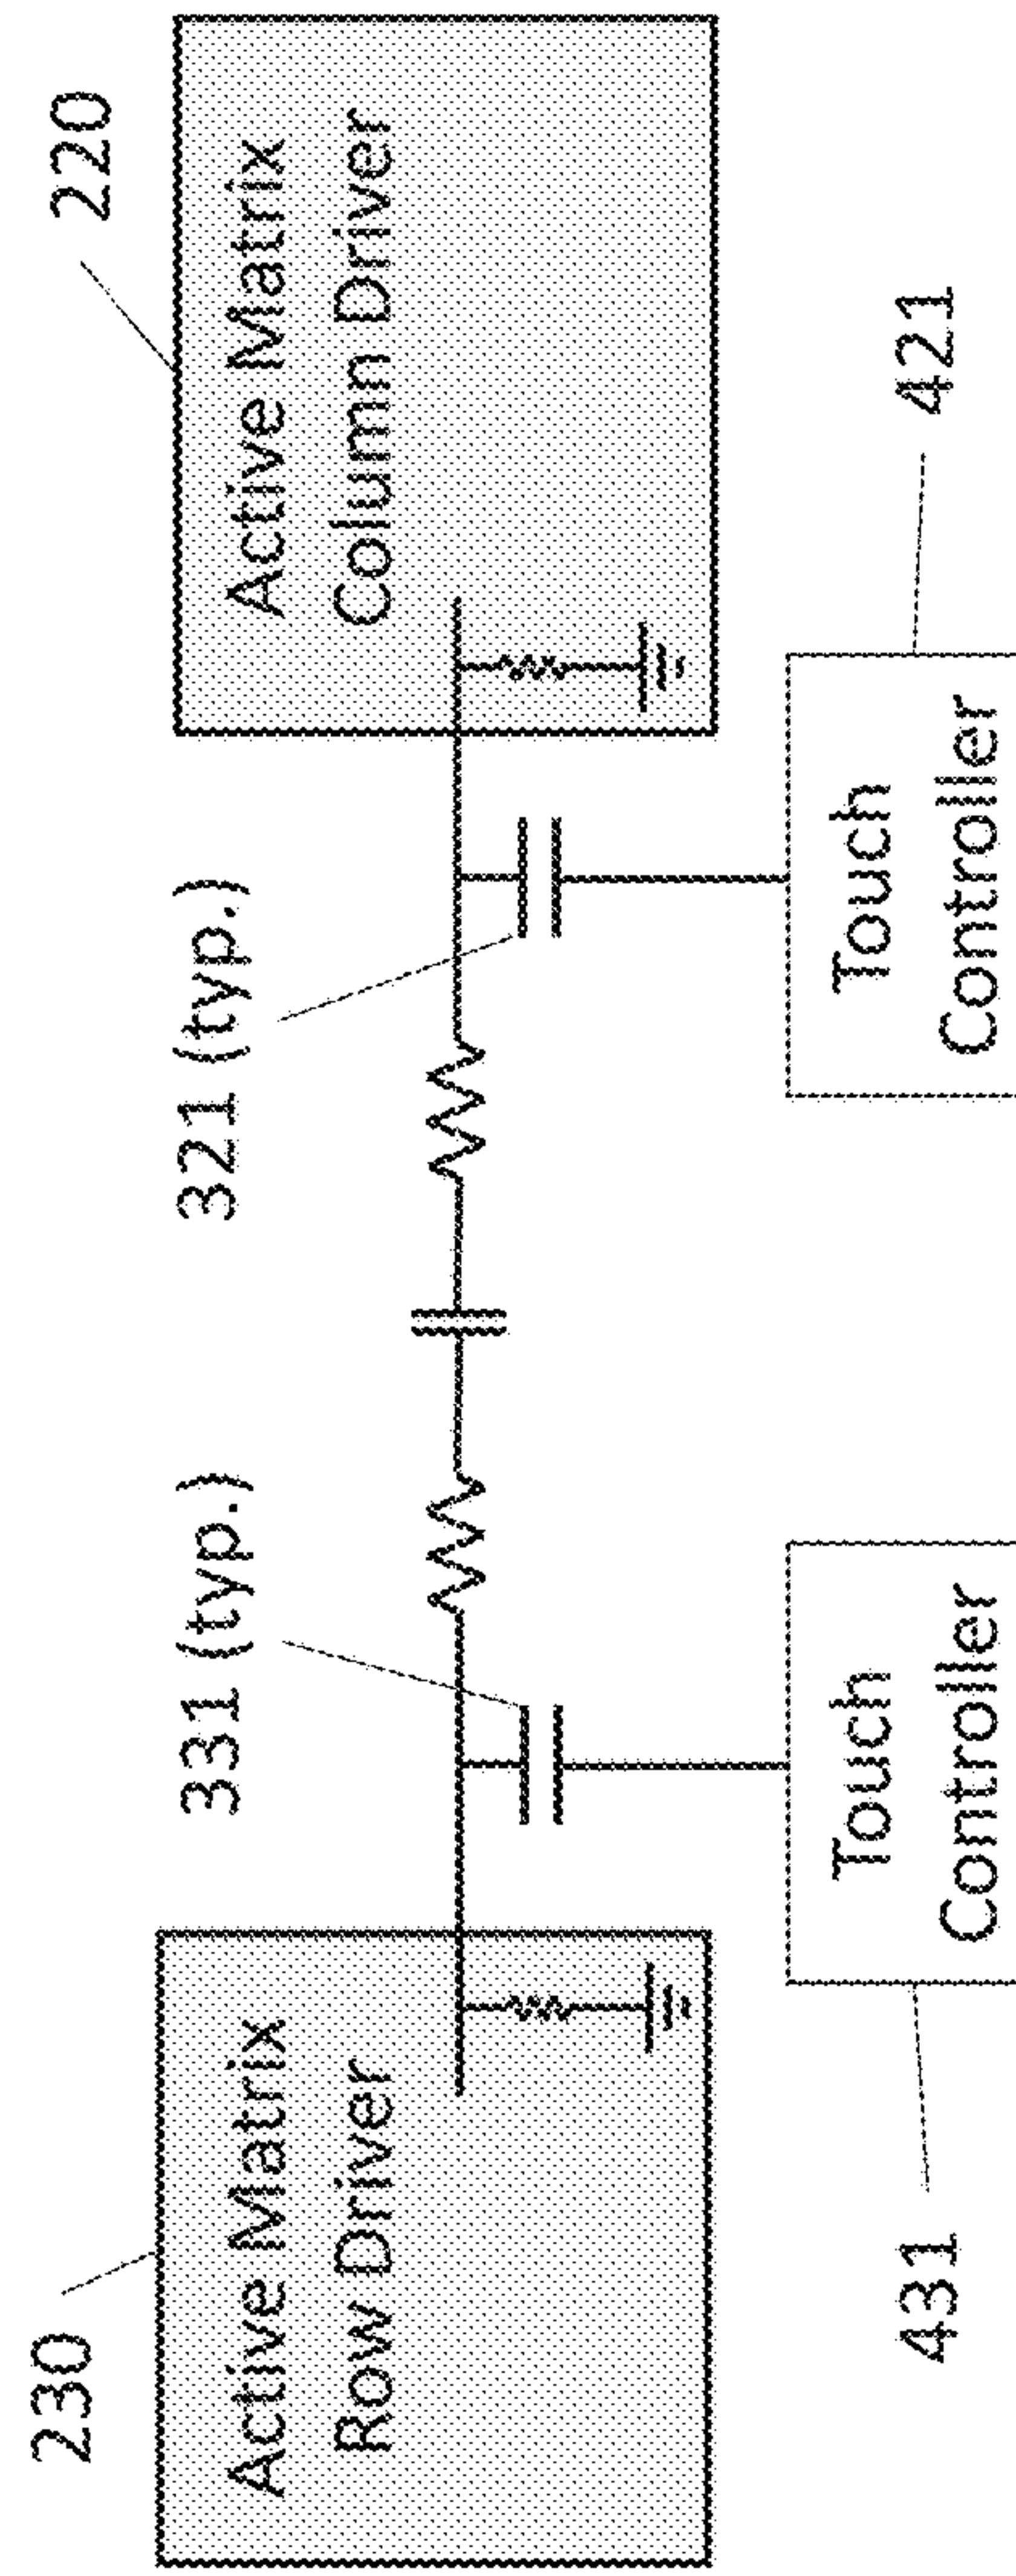 230
Active Matrix
Row Driver
331 (typ.)
321 (typ.)
220
Active Matrix
Column Driver
431
Touch
Controller
Touch
Controller
421